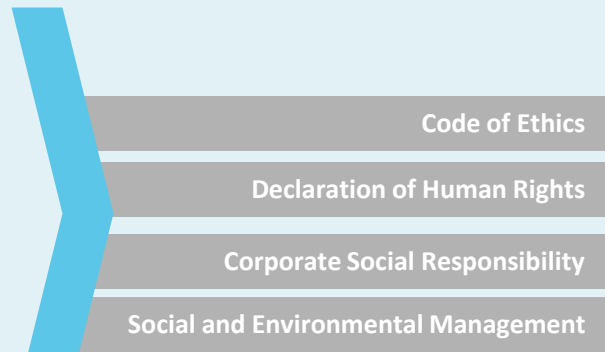 Code of Ethics
Declaration of Human Rights
Corporate Social Responsibility
Social and Environmental Management